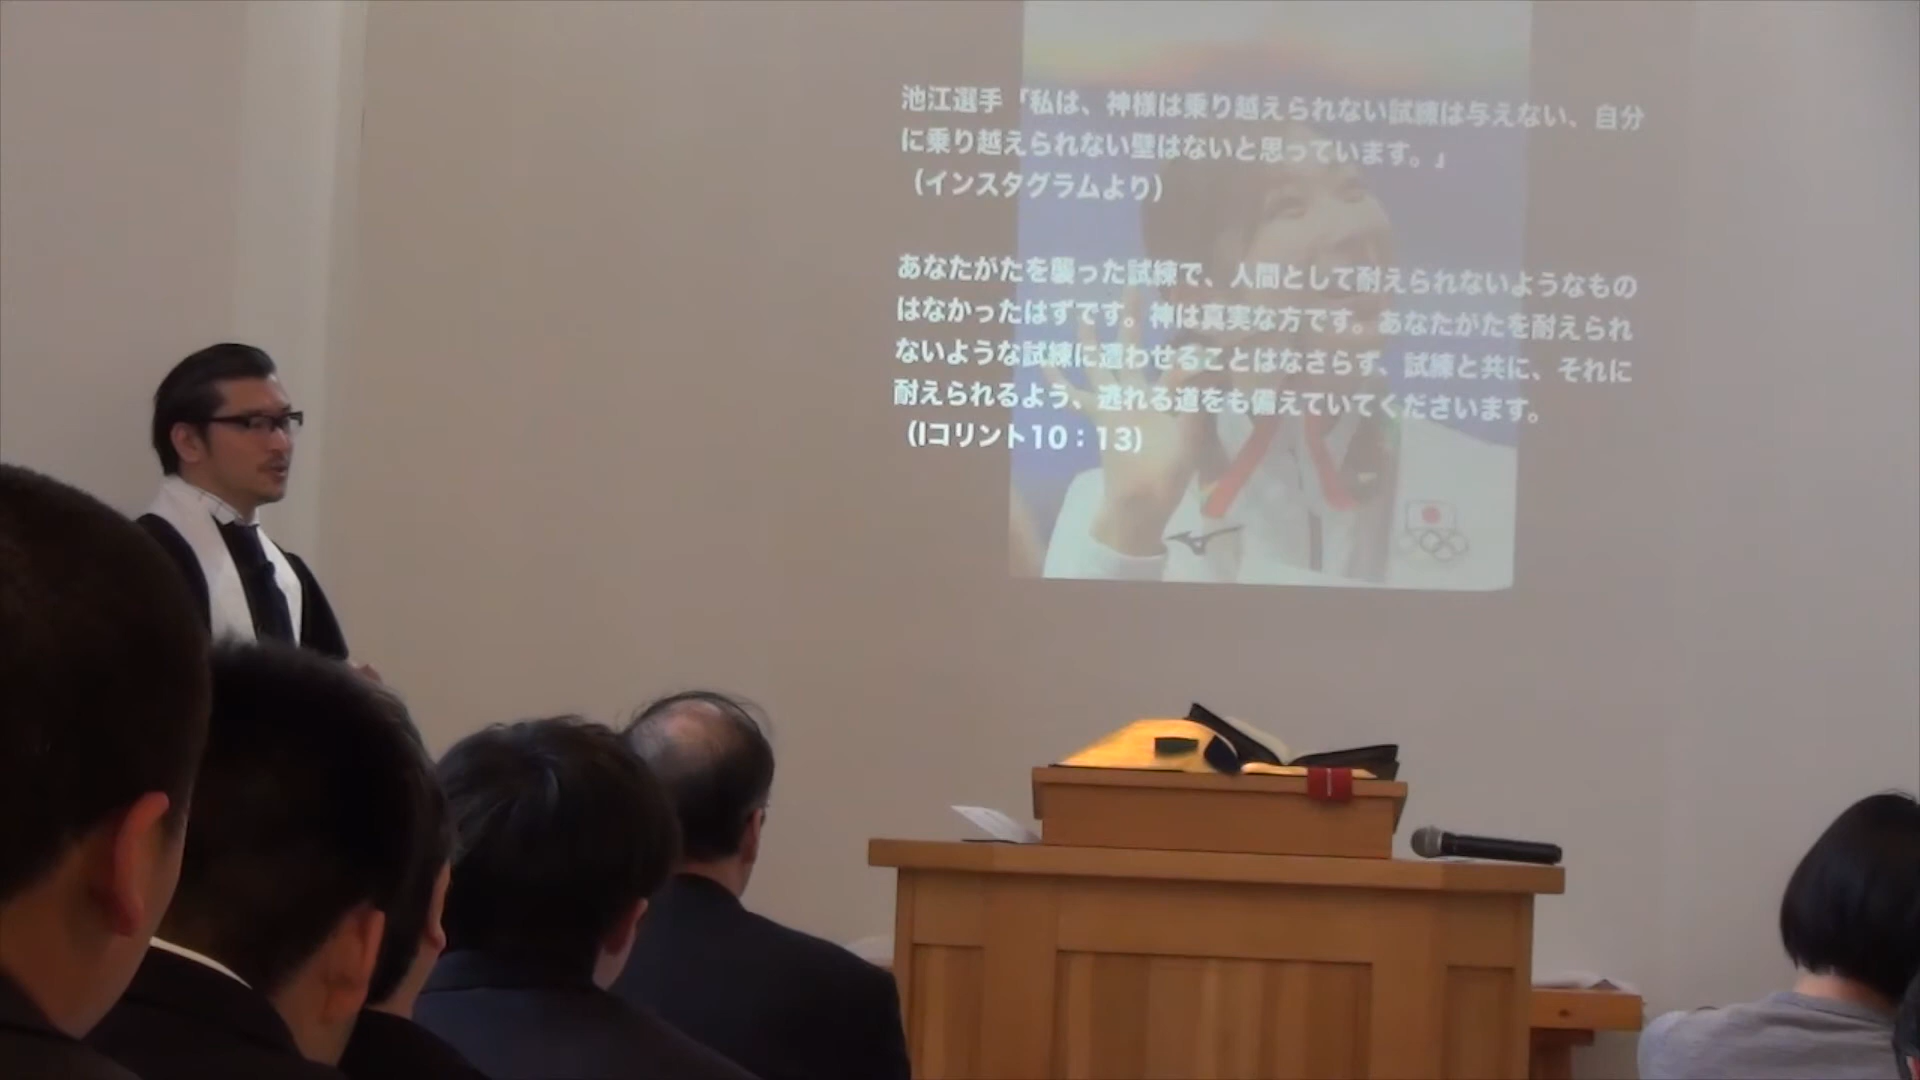 池江選手「私は、神様は乗り越えられない試練は与えない、自分
に乗り越えられない壁はないと思っています。」
（インスタグラムより）
あなたがたを襲った試練で、人間として耐えられないようなもの
はなかったはずです。神は真実な方です。あなたがたを耐えられ
ないような試練に遭わせることはなさらず、試練と共に、それに
耐えられるよう、逃れる道をも備えていてくださいます。
（Iコリント10：13）